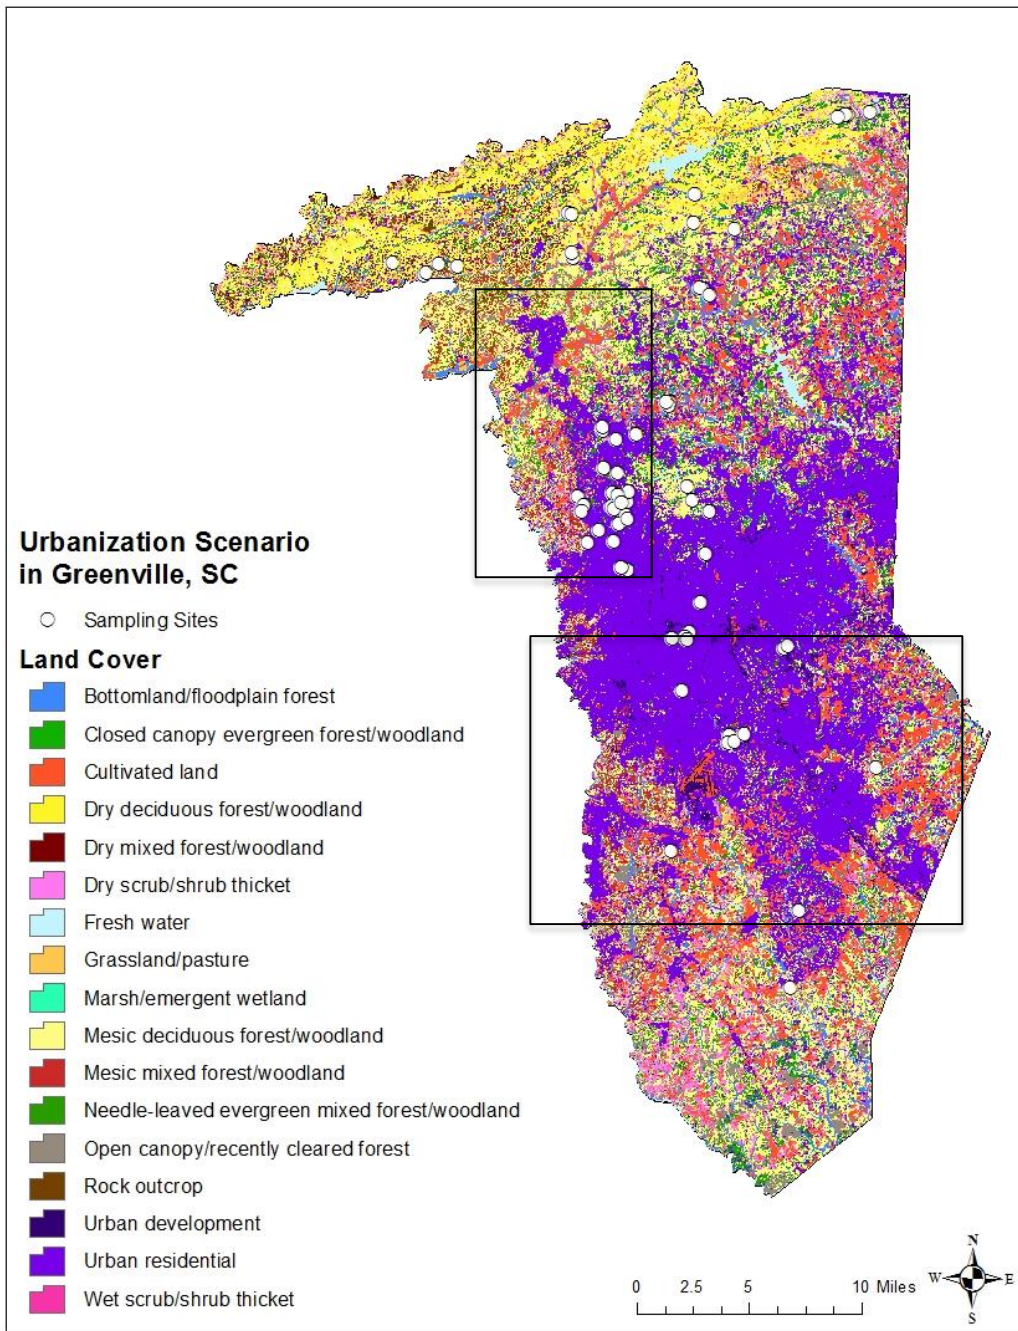 Urbanization Scenario
in Greenville, SC
Sampling Sites
Land Cover
Bottomland/floodplain forest
Closed canopy evergreen forest/woodland
Cultivated land
Dry deciduous forest/woodland
Dry mixed forest/woodland
Dry scrub/shrub thicket
Fresh water
Grassland/pasture
Marsh/emergent wetland
Mesic deciduous forest/woodland
Mesic mixed forest/woodland
Needle-leaved evergreen mixed forest/woodland
Open canopy/recently cleared forest
Rock outcrop
Urban development
Urban residential
Wet scrub/shrub thicket
0 2.5 5 10 Miles
N
W E
S